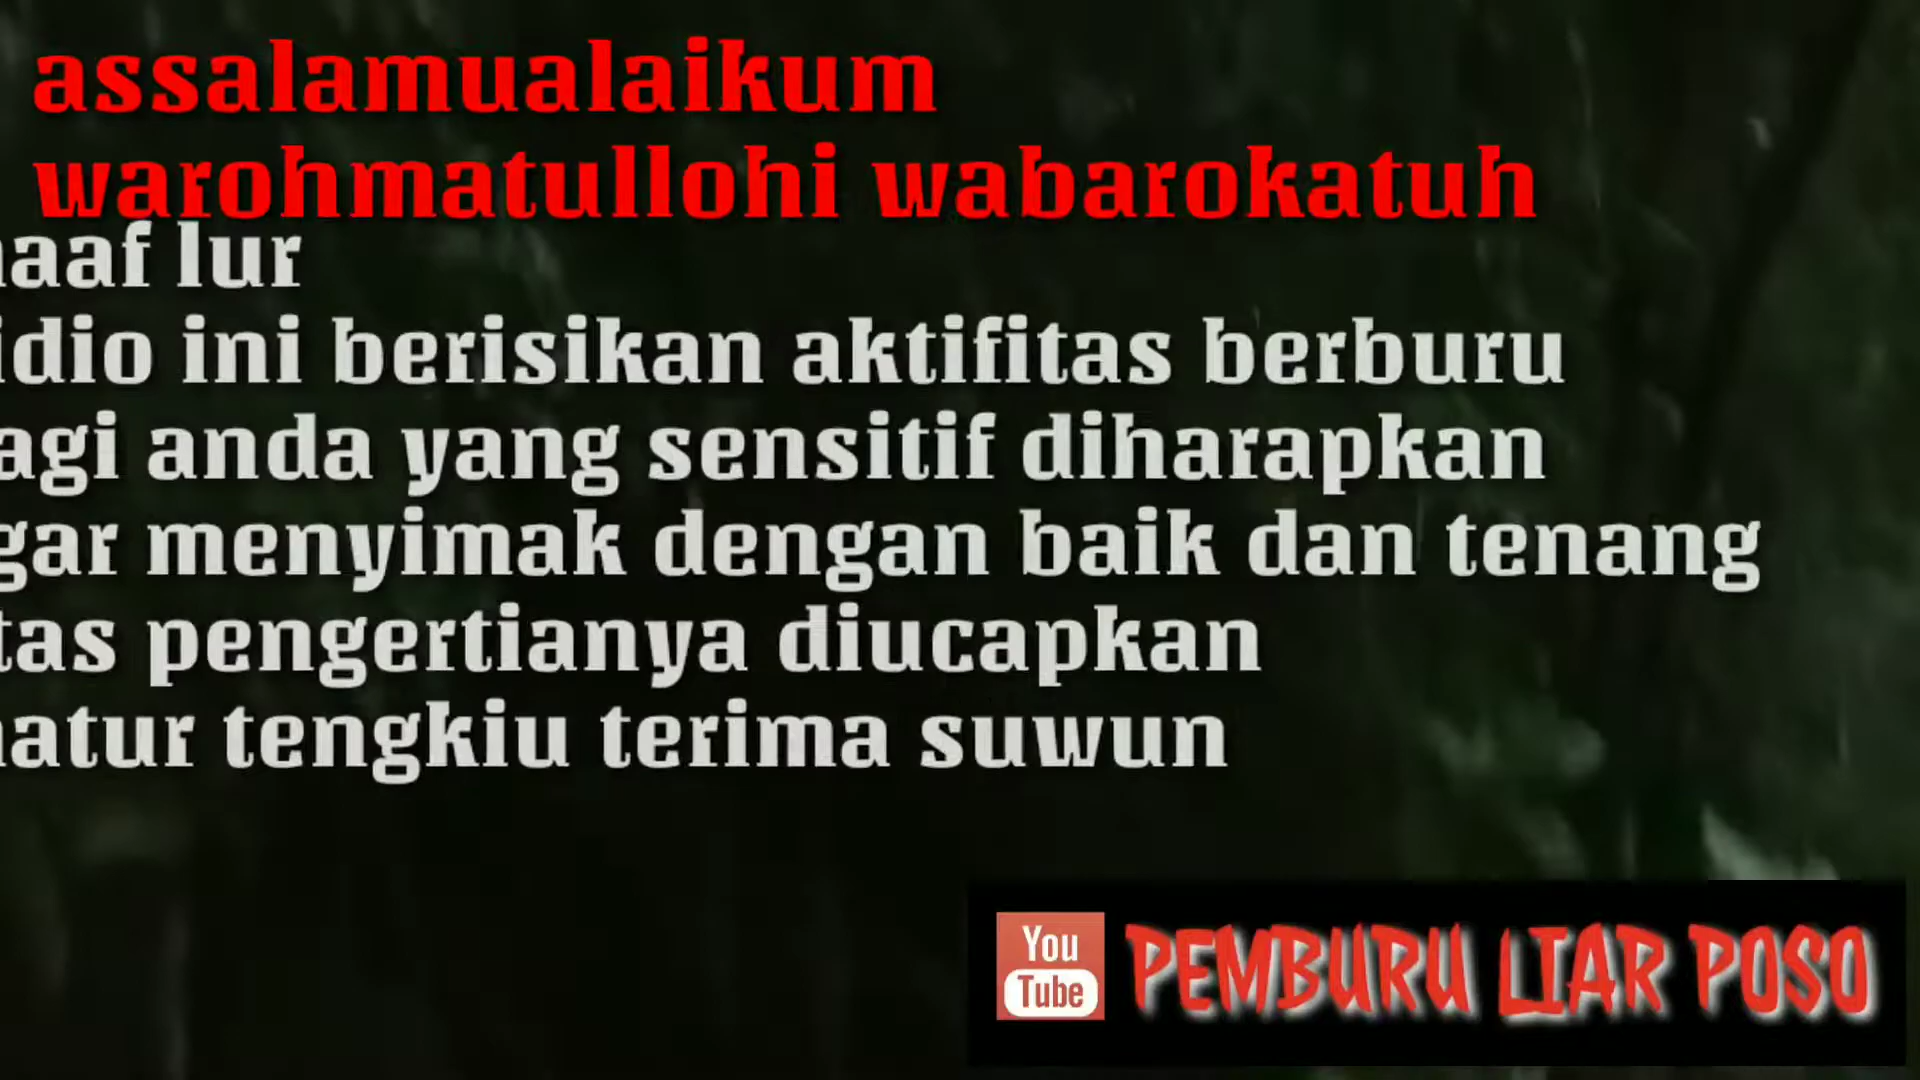 assalamualaikum
warohmatullohi wabarokatuh
aaf lur
idio ini berisikan aktifitas berburu
agi anda yang sensitif diharapkan
gar menyimak dengan baik dan tenang
tas pengertianya diucapkan
atur tengkiu terima suwun
You
Tube
PEMBURU LIAR POSO